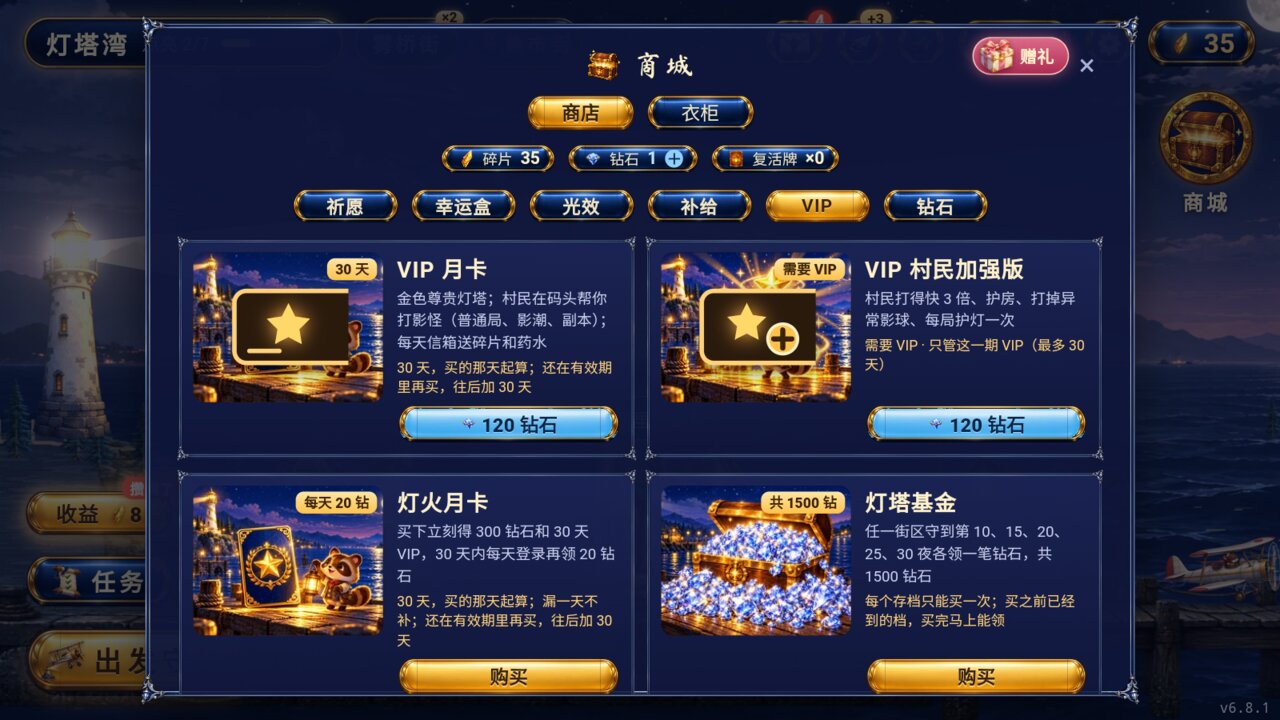 灯塔湾
2/7
×2
4
+3
35
商城
赠礼
×
商店
衣柜
碎片 35
钻石 1 +
复活牌 ×0
祈愿
幸运盒
光效
补给
VIP
钻石
商城
30 天
VIP 月卡
金色尊贵灯塔；村民在码头帮你
打影怪（普通局、影潮、副本）；
每天信箱送碎片和药水
30 天，买的那天起算；还在有效期
里再买，往后加 30 天
120 钻石
需要 VIP
VIP 村民加强版
村民打得快 3 倍、护房、打掉异
常影球、每局护灯一次
需要 VIP · 只管这一期 VIP（最多 30
天）
120 钻石
每天 20 钻
灯火月卡
买下立刻得 300 钻石和 30 天
VIP，30 天内每天登录再领 20 钻
石
30 天，买的那天起算；漏一天不
补；还在有效期里再买，往后加 30
天
购买
共 1500 钻
灯塔基金
任一街区守到第 10、15、20、
25、30 夜各领一笔钻石，共
1500 钻石
每个存档只能买一次；买之前已经
到的档，买完马上能领
购买
收益 8
任务
出发
v6.8.1